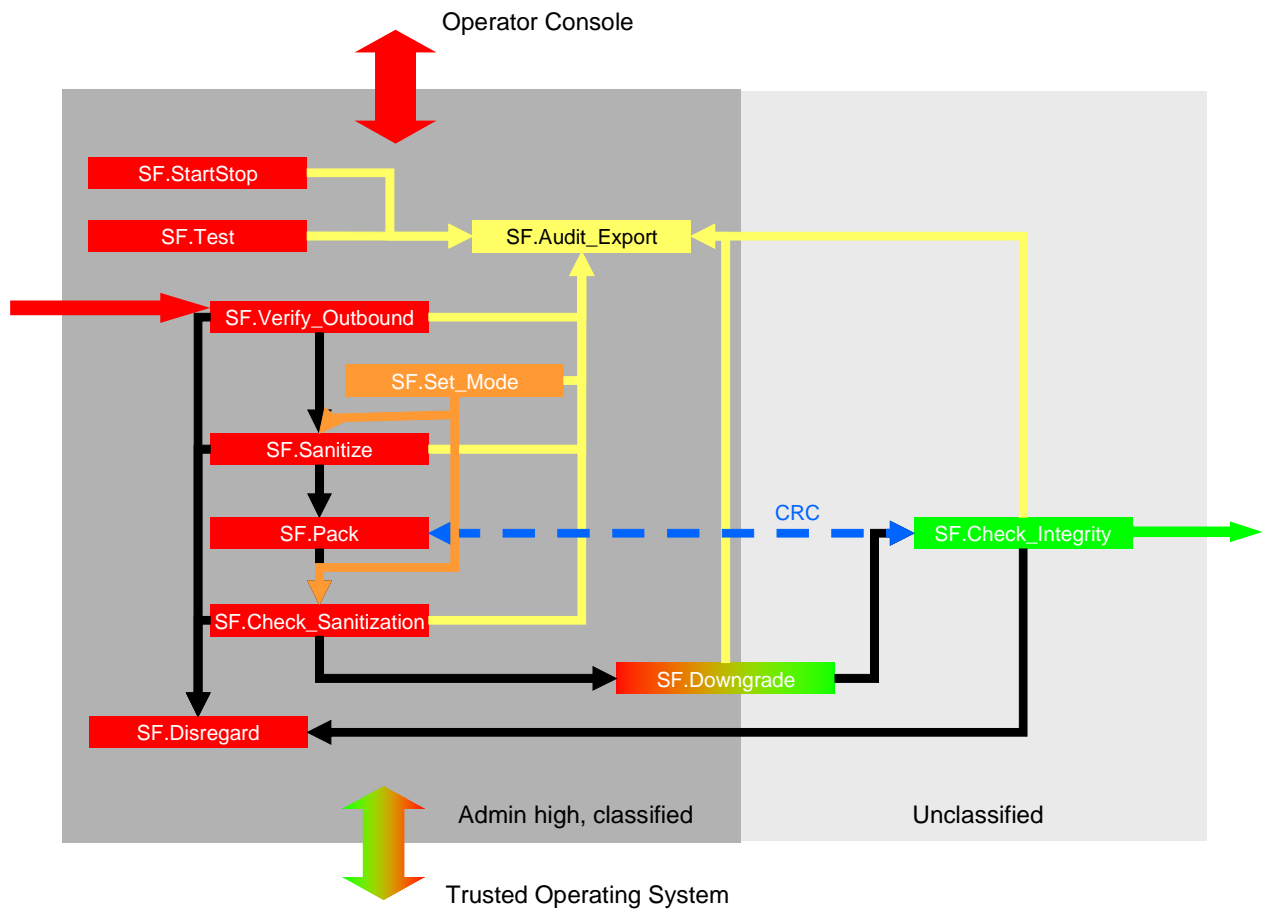 Operator Console
SF.StartStop
SF.Test
SF.Audit_Export
SF.Verify_Outbound
SF.Set_Mode
SF.Sanitize
CRC
SF.Pack
SF.Check_Integrity
SF.Check_Sanitization
SF.Downgrade
SF.Disregard
Admin high, classified
Unclassified
Trusted Operating System